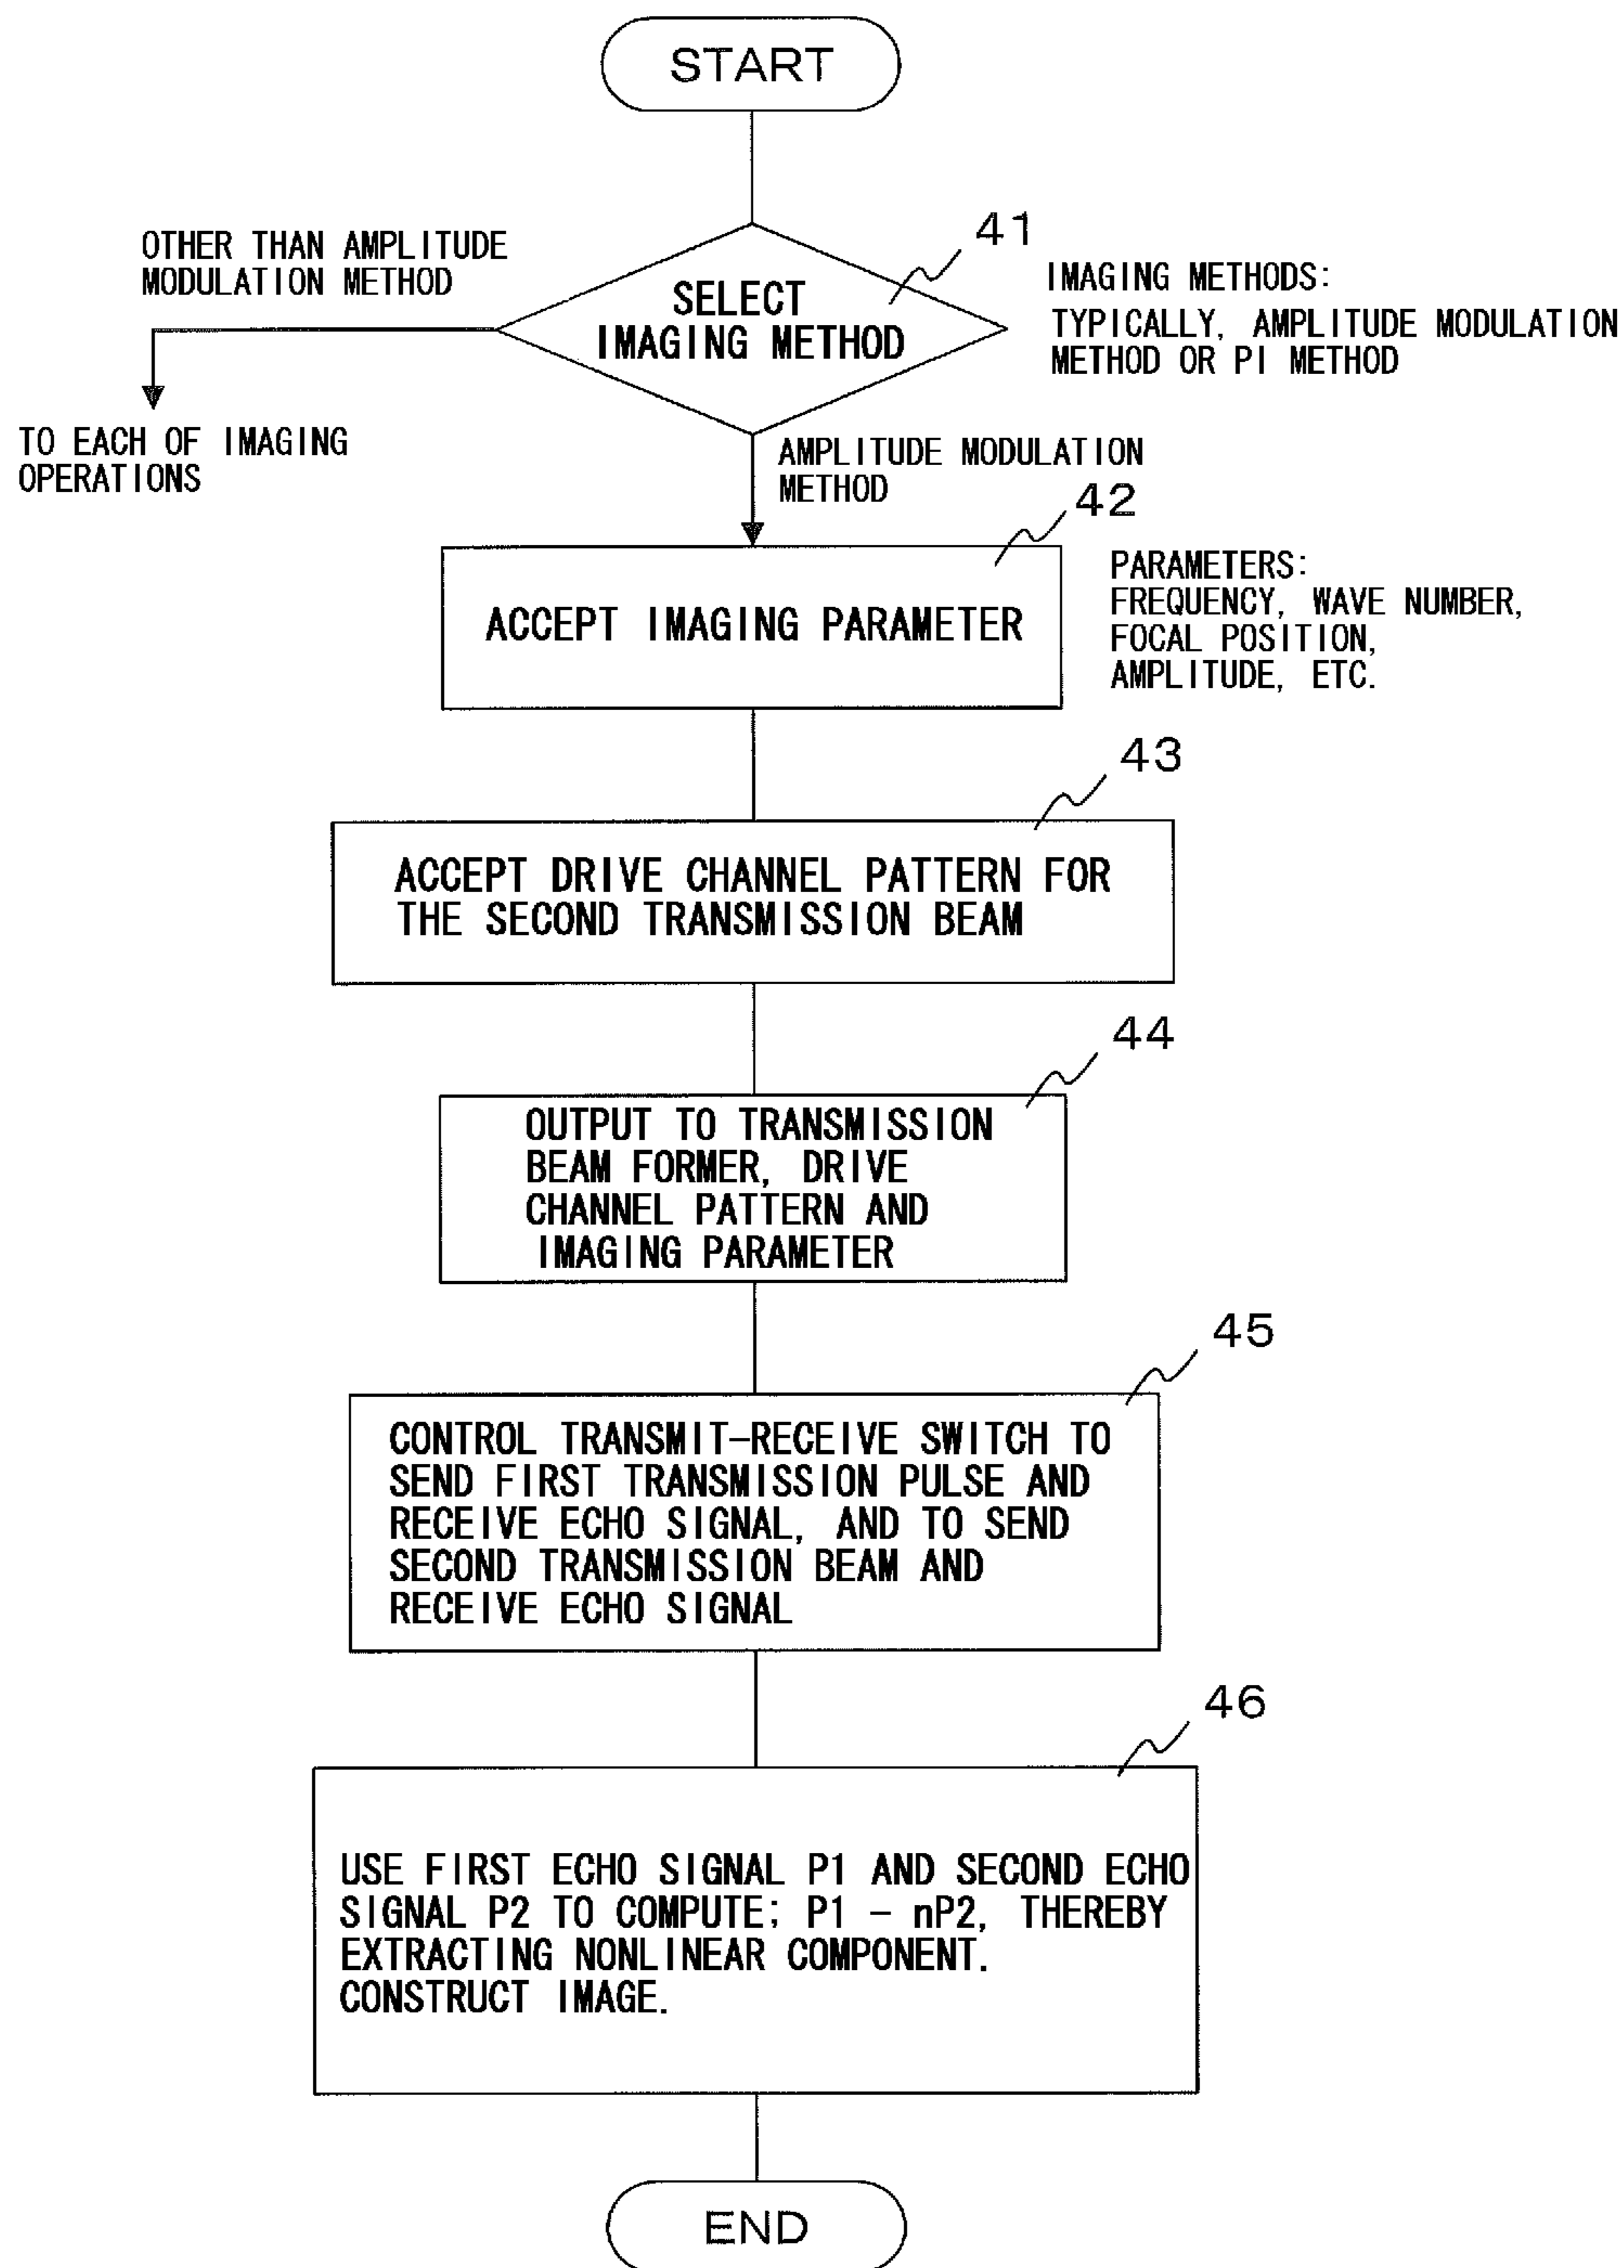 START
41
OTHER THAN AMPLITUDE
MODULATION METHOD
SELECT
IMAGING METHOD
IMAGING METHODS:
TYPICALLY, AMPLITUDE MODULATION
METHOD OR PI METHOD
TO EACH OF IMAGING
OPERATIONS
AMPLITUDE MODULATION
METHOD
42
ACCEPT IMAGING PARAMETER
PARAMETERS:
FREQUENCY, WAVE NUMBER,
FOCAL POSITION,
AMPLITUDE, ETC.
43
ACCEPT DRIVE CHANNEL PATTERN FOR
THE SECOND TRANSMISSION BEAM
44
OUTPUT TO TRANSMISSION
BEAM FORMER, DRIVE
CHANNEL PATTERN AND
IMAGING PARAMETER
45
CONTROL TRANSMIT-RECEIVE SWITCH TO
SEND FIRST TRANSMISSION PULSE AND
RECEIVE ECHO SIGNAL, AND TO SEND
SECOND TRANSMISSION BEAM AND
RECEIVE ECHO SIGNAL
46
USE FIRST ECHO SIGNAL P1 AND SECOND ECHO
SIGNAL P2 TO COMPUTE; P1 - nP2, THEREBY
EXTRACTING NONLINEAR COMPONENT.
CONSTRUCT IMAGE.
END